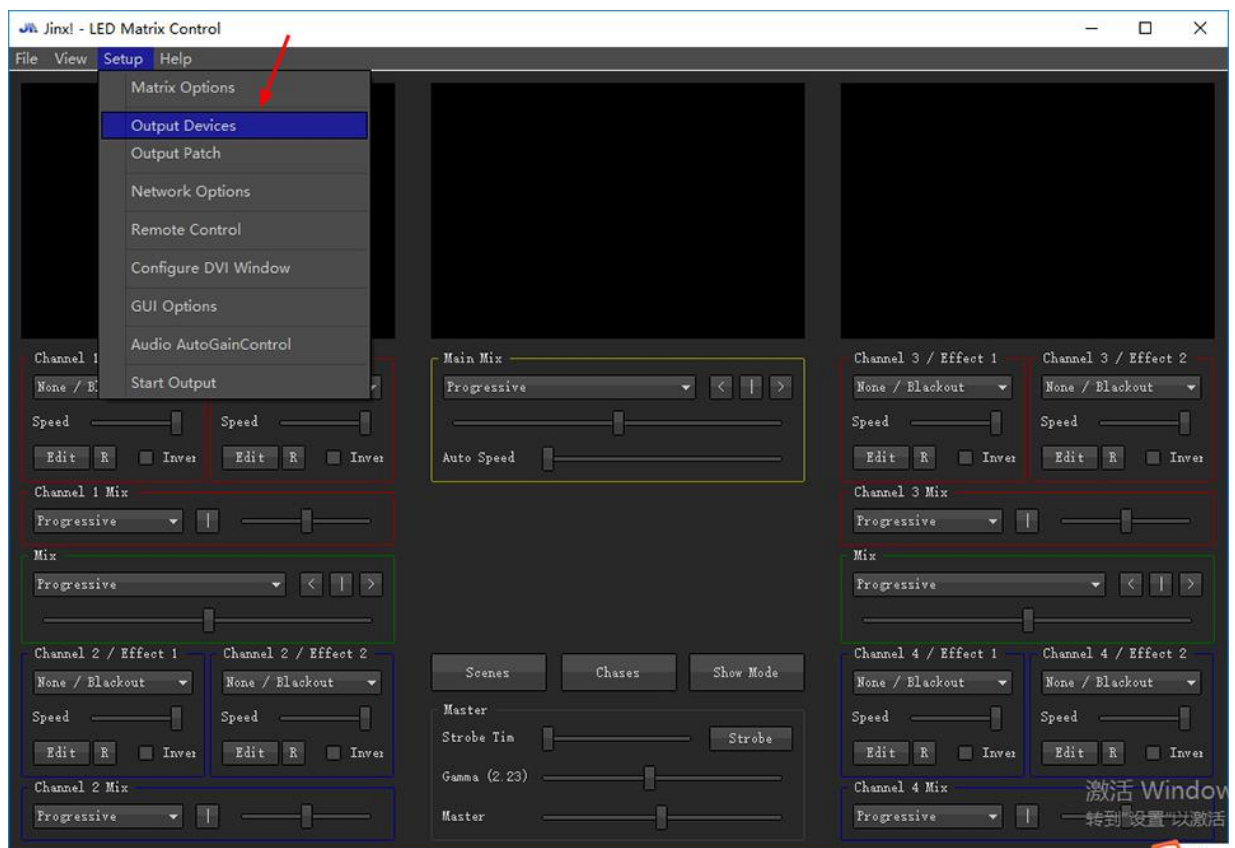 Jinx! - LED Matrix Control
File View Setup Help
Matrix Options
Output Devices
Output Patch
Network Options
Remote Control
Configure DVI Window
GUI Options
Audio AutoGainControl
Start Output
Channel 1
None / Bl
Speed Speed
Edit R Inver Edit R Inver
Channel 1 Mix
Progressive |
Mix
Progressive < | >
Channel 2 / Effect 1 Channel 2 / Effect 2
None / Blackout None / Blackout
Speed Speed
Edit R Inver Edit R Inver
Channel 2 Mix
Progressive |
Main Mix
Progressive < | >
Auto Speed
Scenes Chases Show Mode
Master
Strobe Tim Strobe
Gamma (2.23)
Master
Channel 3 / Effect 1 Channel 3 / Effect 2
None / Blackout None / Blackout
Speed Speed
Edit R Inver Edit R Inver
Channel 3 Mix
Progressive |
Mix
Progressive < | >
Channel 4 / Effect 1 Channel 4 / Effect 2
None / Blackout None / Blackout
Speed Speed
Edit R Inver Edit R Inver
Channel 4 Mix
Progressive |
激活 Window
转到"设置"以激活